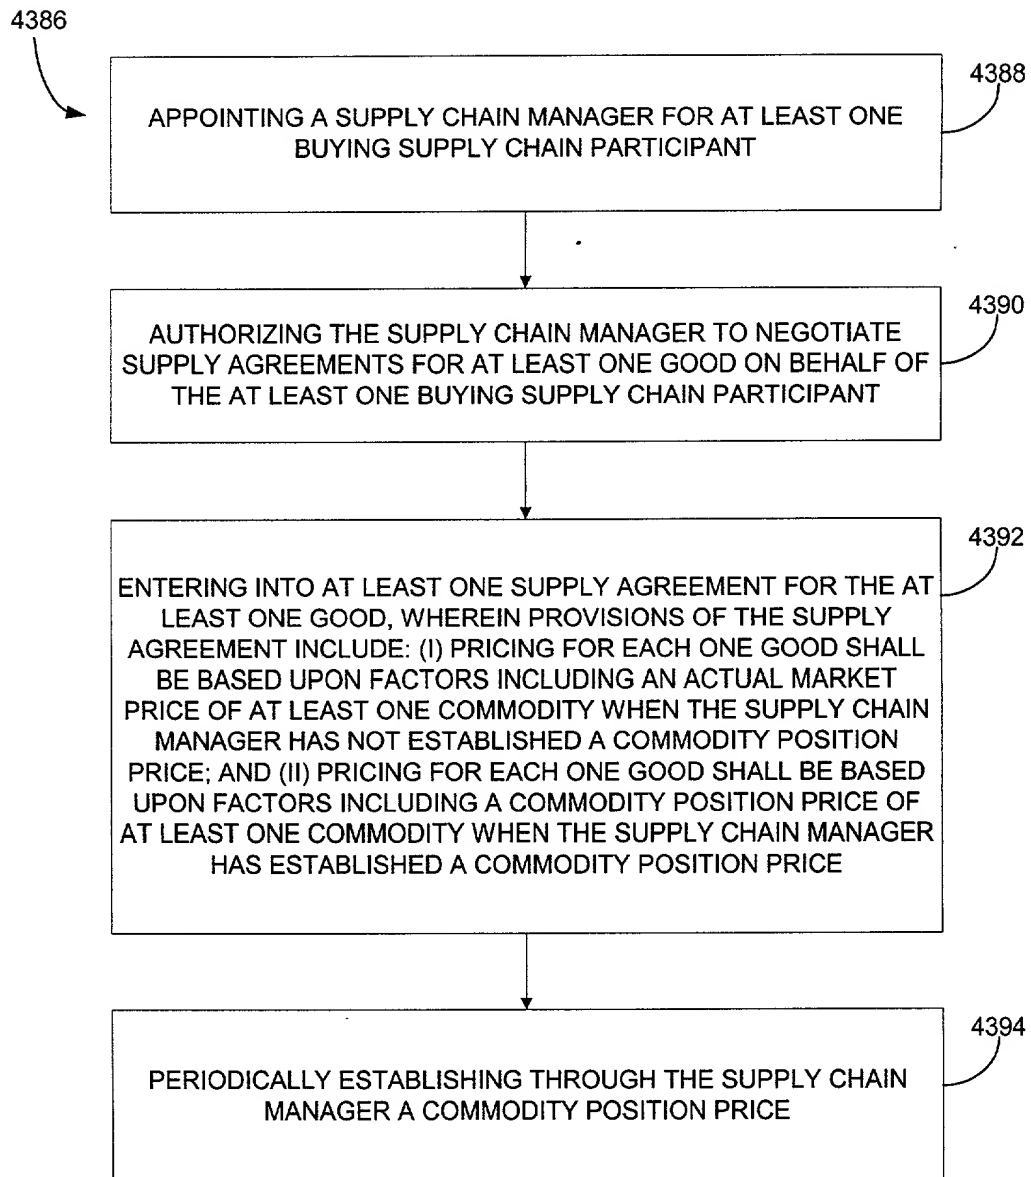 4386
4388
APPOINTING A SUPPLY CHAIN MANAGER FOR AT LEAST ONE
BUYING SUPPLY CHAIN PARTICIPANT
4390
AUTHORIZING THE SUPPLY CHAIN MANAGER TO NEGOTIATE
SUPPLY AGREEMENTS FOR AT LEAST ONE GOOD ON BEHALF OF
THE AT LEAST ONE BUYING SUPPLY CHAIN PARTICIPANT
4392
ENTERING INTO AT LEAST ONE SUPPLY AGREEMENT FOR THE AT
LEAST ONE GOOD, WHEREIN PROVISIONS OF THE SUPPLY
AGREEMENT INCLUDE: (I) PRICING FOR EACH ONE GOOD SHALL
BE BASED UPON FACTORS INCLUDING AN ACTUAL MARKET
PRICE OF AT LEAST ONE COMMODITY WHEN THE SUPPLY CHAIN
MANAGER HAS NOT ESTABLISHED A COMMODITY POSITION
PRICE; AND (II) PRICING FOR EACH ONE GOOD SHALL BE BASED
UPON FACTORS INCLUDING A COMMODITY POSITION PRICE OF
AT LEAST ONE COMMODITY WHEN THE SUPPLY CHAIN MANAGER
HAS ESTABLISHED A COMMODITY POSITION PRICE
4394
PERIODICALLY ESTABLISHING THROUGH THE SUPPLY CHAIN
MANAGER A COMMODITY POSITION PRICE